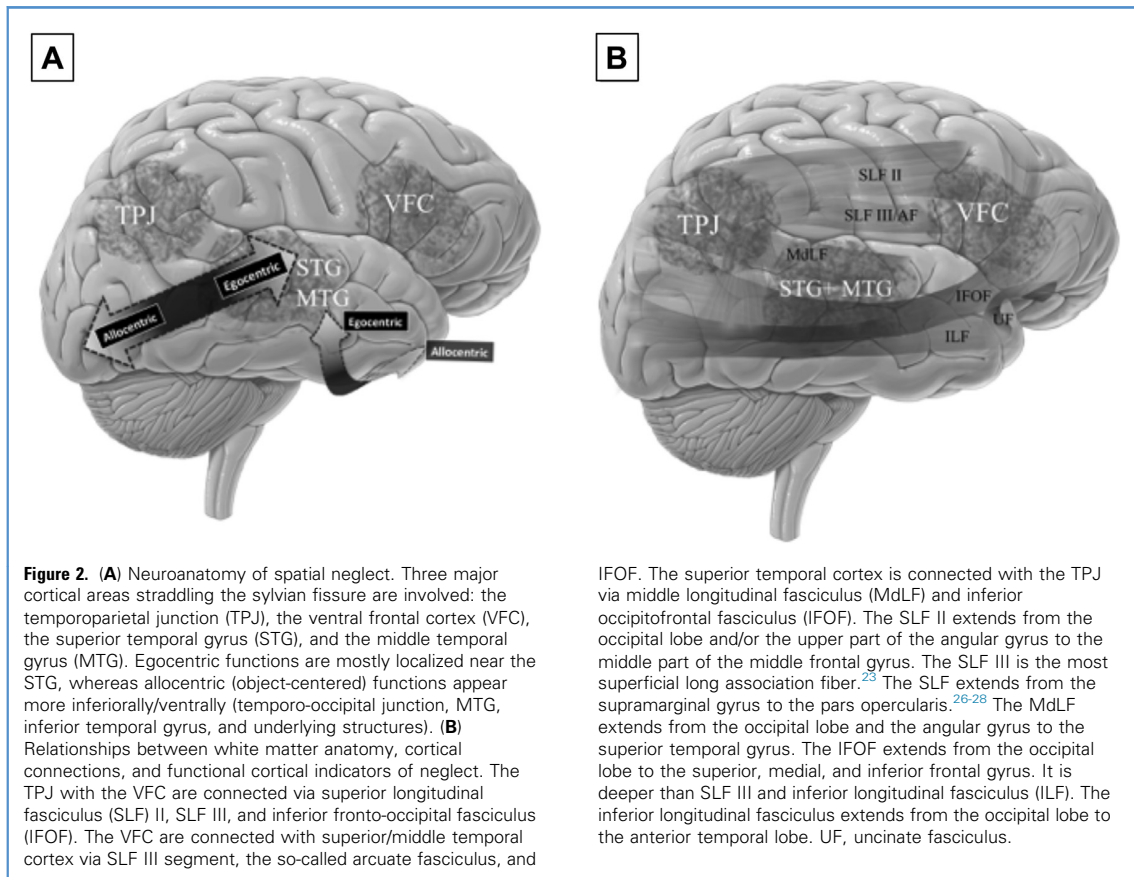 A
TPJ
VFC
STG
MTG
Egocentric
Allocentric
Egocentric
Allocentric
B
SLF II
TPJ
SLF III/AF
VFC
MdLF
STG+ MTG
IFOF
UF
ILF
Figure 2. (A) Neuroanatomy of spatial neglect. Three major
cortical areas straddling the sylvian fissure are involved: the
temporoparietal junction (TPJ), the ventral frontal cortex (VFC),
the superior temporal gyrus (STG), and the middle temporal
gyrus (MTG). Egocentric functions are mostly localized near the
STG, whereas allocentric (object-centered) functions appear
more inferiorally/ventrally (temporo-occipital junction, MTG,
inferior temporal gyrus, and underlying structures). (B)
Relationships between white matter anatomy, cortical
connections, and functional cortical indicators of neglect. The
TPJ with the VFC are connected via superior longitudinal
fasciculus (SLF) II, SLF III, and inferior fronto-occipital fasciculus
(IFOF). The VFC are connected with superior/middle temporal
cortex via SLF III segment, the so-called arcuate fasciculus, and
IFOF. The superior temporal cortex is connected with the TPJ
via middle longitudinal fasciculus (MdLF) and inferior
occipitofrontal fasciculus (IFOF). The SLF II extends from the
occipital lobe and/or the upper part of the angular gyrus to the
middle part of the middle frontal gyrus. The SLF III is the most
superficial long association fiber.23 The SLF extends from the
supramarginal gyrus to the pars opercularis.26-28 The MdLF
extends from the occipital lobe and the angular gyrus to the
superior temporal gyrus. The IFOF extends from the occipital
lobe to the superior, medial, and inferior frontal gyrus. It is
deeper than SLF III and inferior longitudinal fasciculus (ILF). The
inferior longitudinal fasciculus extends from the occipital lobe to
the anterior temporal lobe. UF, uncinate fasciculus.